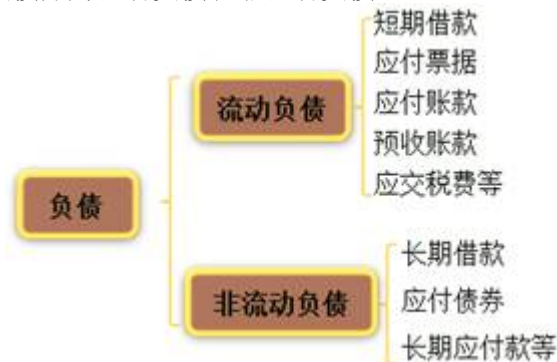 短期借款
应付票据
流动负债
应付账款
预收账款
应交税费等
负债
长期借款
非流动负债
应付债券
长期应付款等